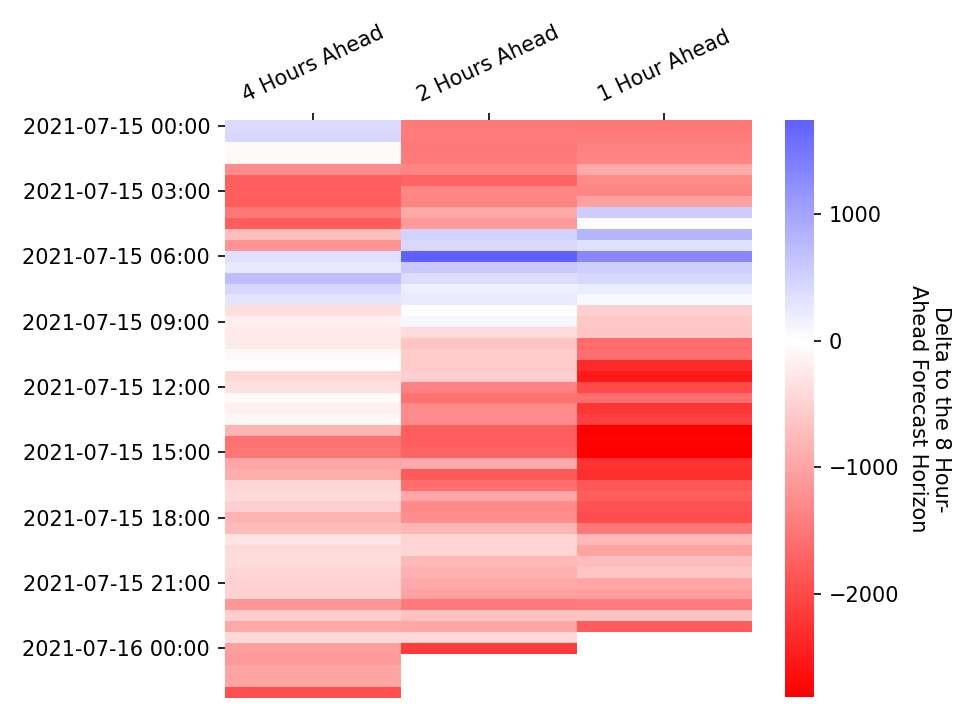 4 Hours Ahead
2 Hours Ahead
1 Hour Ahead
2021-07-15 00:00
2021-07-15 03:00
2021-07-15 06:00
2021-07-15 09:00
2021-07-15 12:00
2021-07-15 15:00
2021-07-15 18:00
2021-07-15 21:00
2021-07-16 00:00
1000
0
−1000
−2000
Delta to the 8 Hour-
Ahead Forecast Horizon